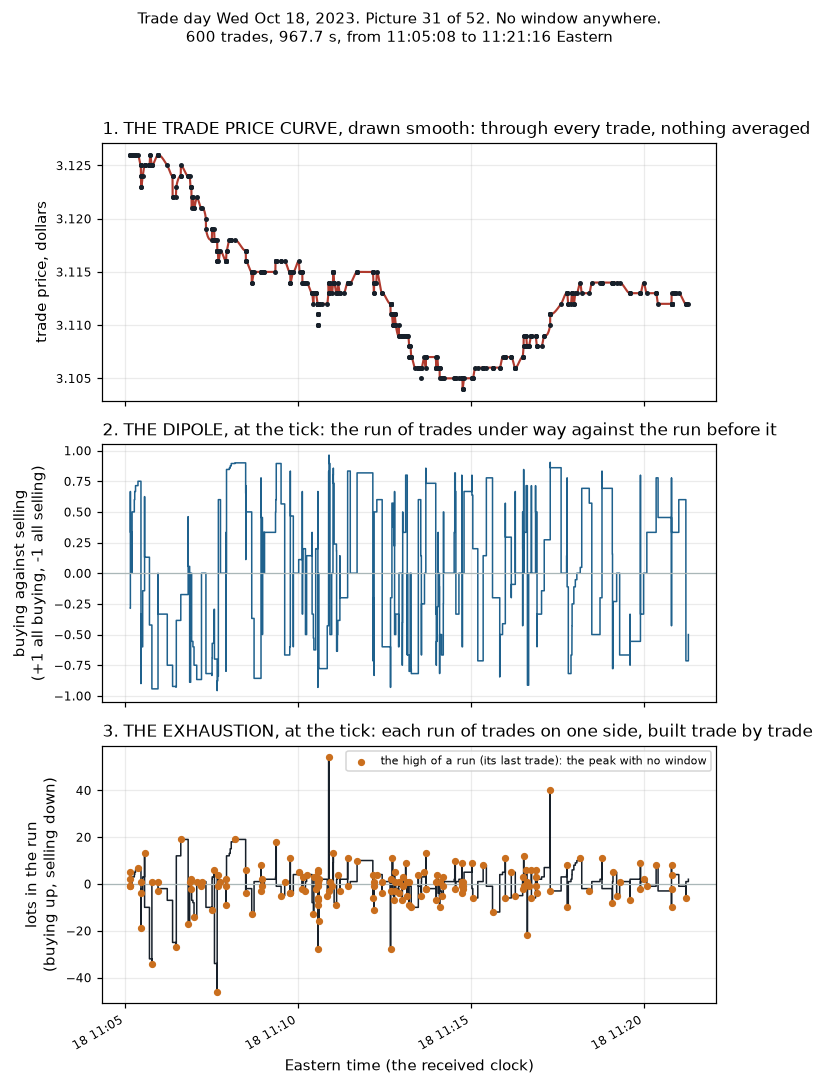 Trade day Wed Oct 18, 2023. Picture 31 of 52. No window anywhere.
600 trades, 967.7 s, from 11:05:08 to 11:21:16 Eastern
1. THE TRADE PRICE CURVE, drawn smooth: through every trade, nothing averaged
trade price, dollars
3.125
3.120
3.115
3.110
3.105
2. THE DIPOLE, at the tick: the run of trades under way against the run before it
buying against selling
(+1 all buying, -1 all selling)
1.00
0.75
0.50
0.25
0.00
−0.25
−0.50
−0.75
−1.00
3. THE EXHAUSTION, at the tick: each run of trades on one side, built trade by trade
the high of a run (its last trade): the peak with no window
lots in the run
(buying up, selling down)
40
20
0
−20
−40
18 11:05
18 11:10
18 11:15
18 11:20
Eastern time (the received clock)